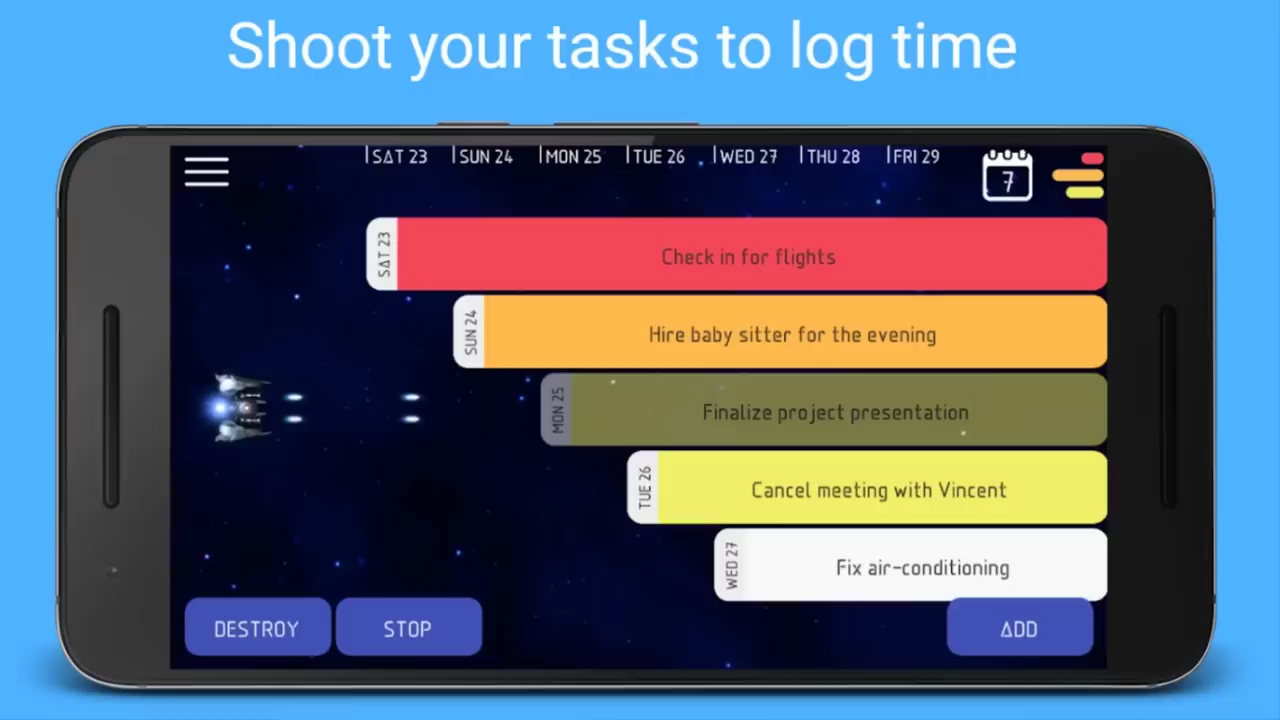 Shoot your tasks to log time
SAT 23 SUN 24 MON 25 TUE 26 WED 27 THU 28 FRI 29
7
SAT 23
Check in for flights
SUN 24
Hire baby sitter for the evening
MON 25
Finalize project presentation
TUE 26
Cancel meeting with Vincent
WED 27
Fix air-conditioning
DESTROY
STOP
ADD